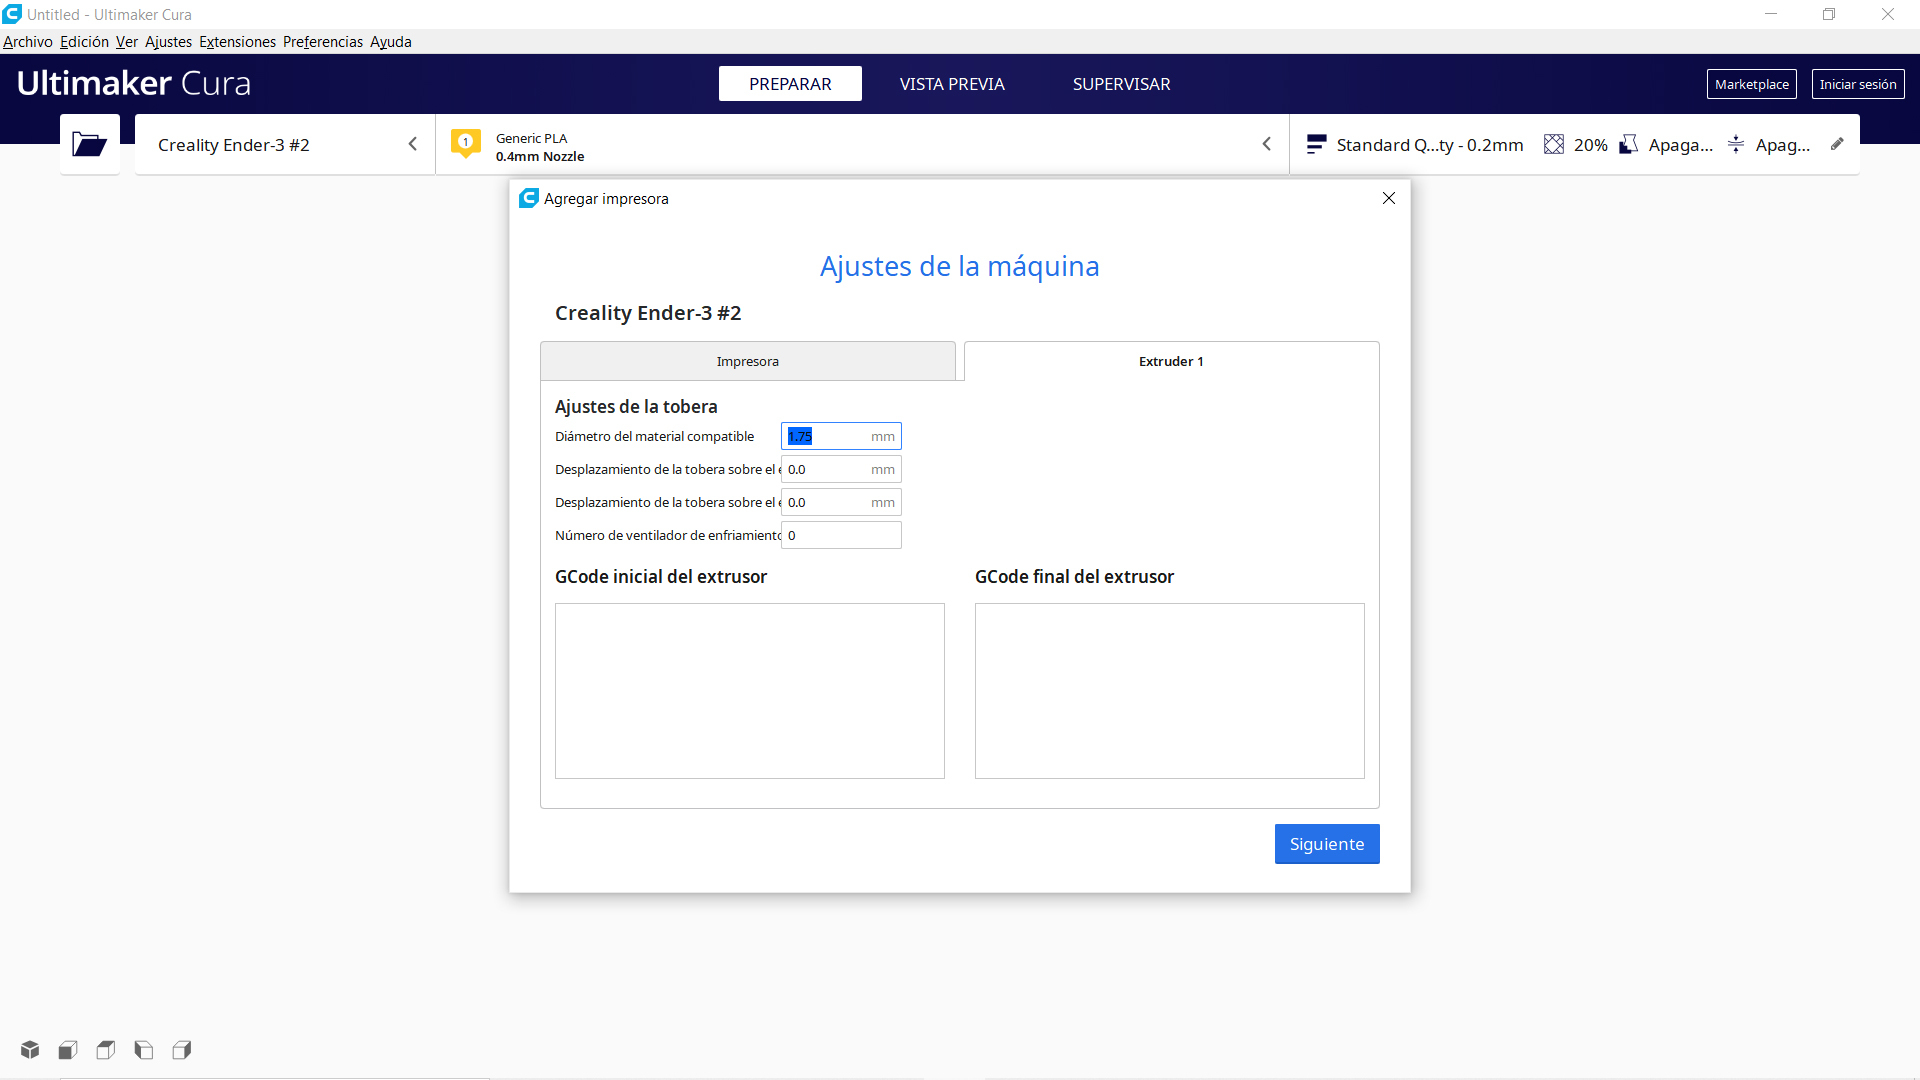 Untitled - Ultimaker Cura
Archivo Edición Ver Ajustes Extensiones Preferencias Ayuda
Ultimaker Cura
PREPARAR
VISTA PREVIA
SUPERVISAR
Marketplace
Iniciar sesión
Creality Ender-3 #2
1
Generic PLA
0.4mm Nozzle
Standard Q...ty - 0.2mm
20%
Apaga...
Apag...
Agregar impresora
Ajustes de la máquina
Creality Ender-3 #2
Impresora
Extruder 1
Ajustes de la tobera
Diámetro del material compatible 1.75 mm
Desplazamiento de la tobera sobre el 0.0 mm
Desplazamiento de la tobera sobre el 0.0 mm
Número de ventilador de enfriamiento 0
GCode inicial del extrusor
GCode final del extrusor
Siguiente